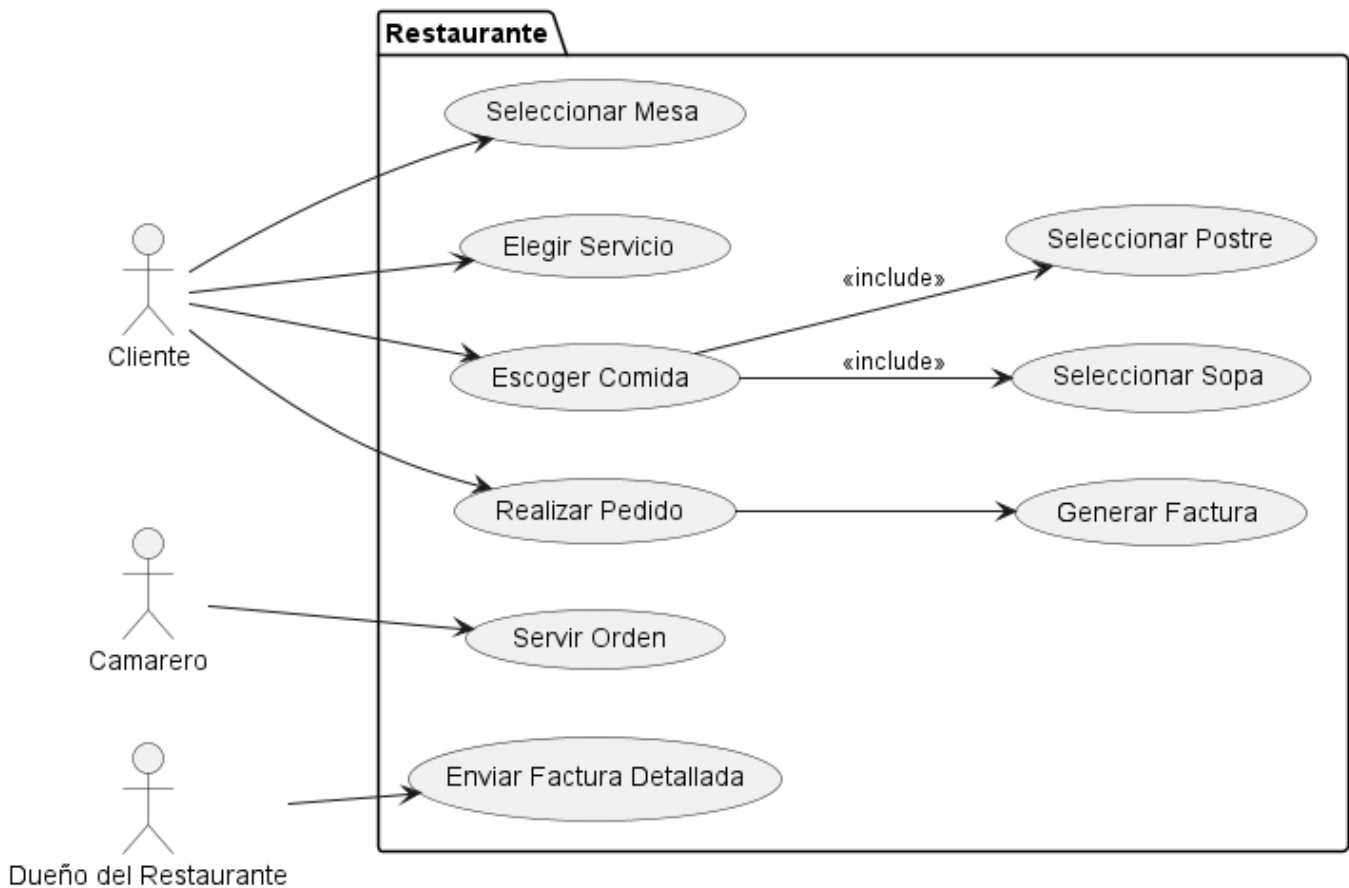 Restaurante
Seleccionar Mesa
Elegir Servicio
Seleccionar Postre
«include»
Cliente
Escoger Comida
«include»
Seleccionar Sopa
Realizar Pedido
Generar Factura
Camarero
Servir Orden
Enviar Factura Detallada
Dueño del Restaurante